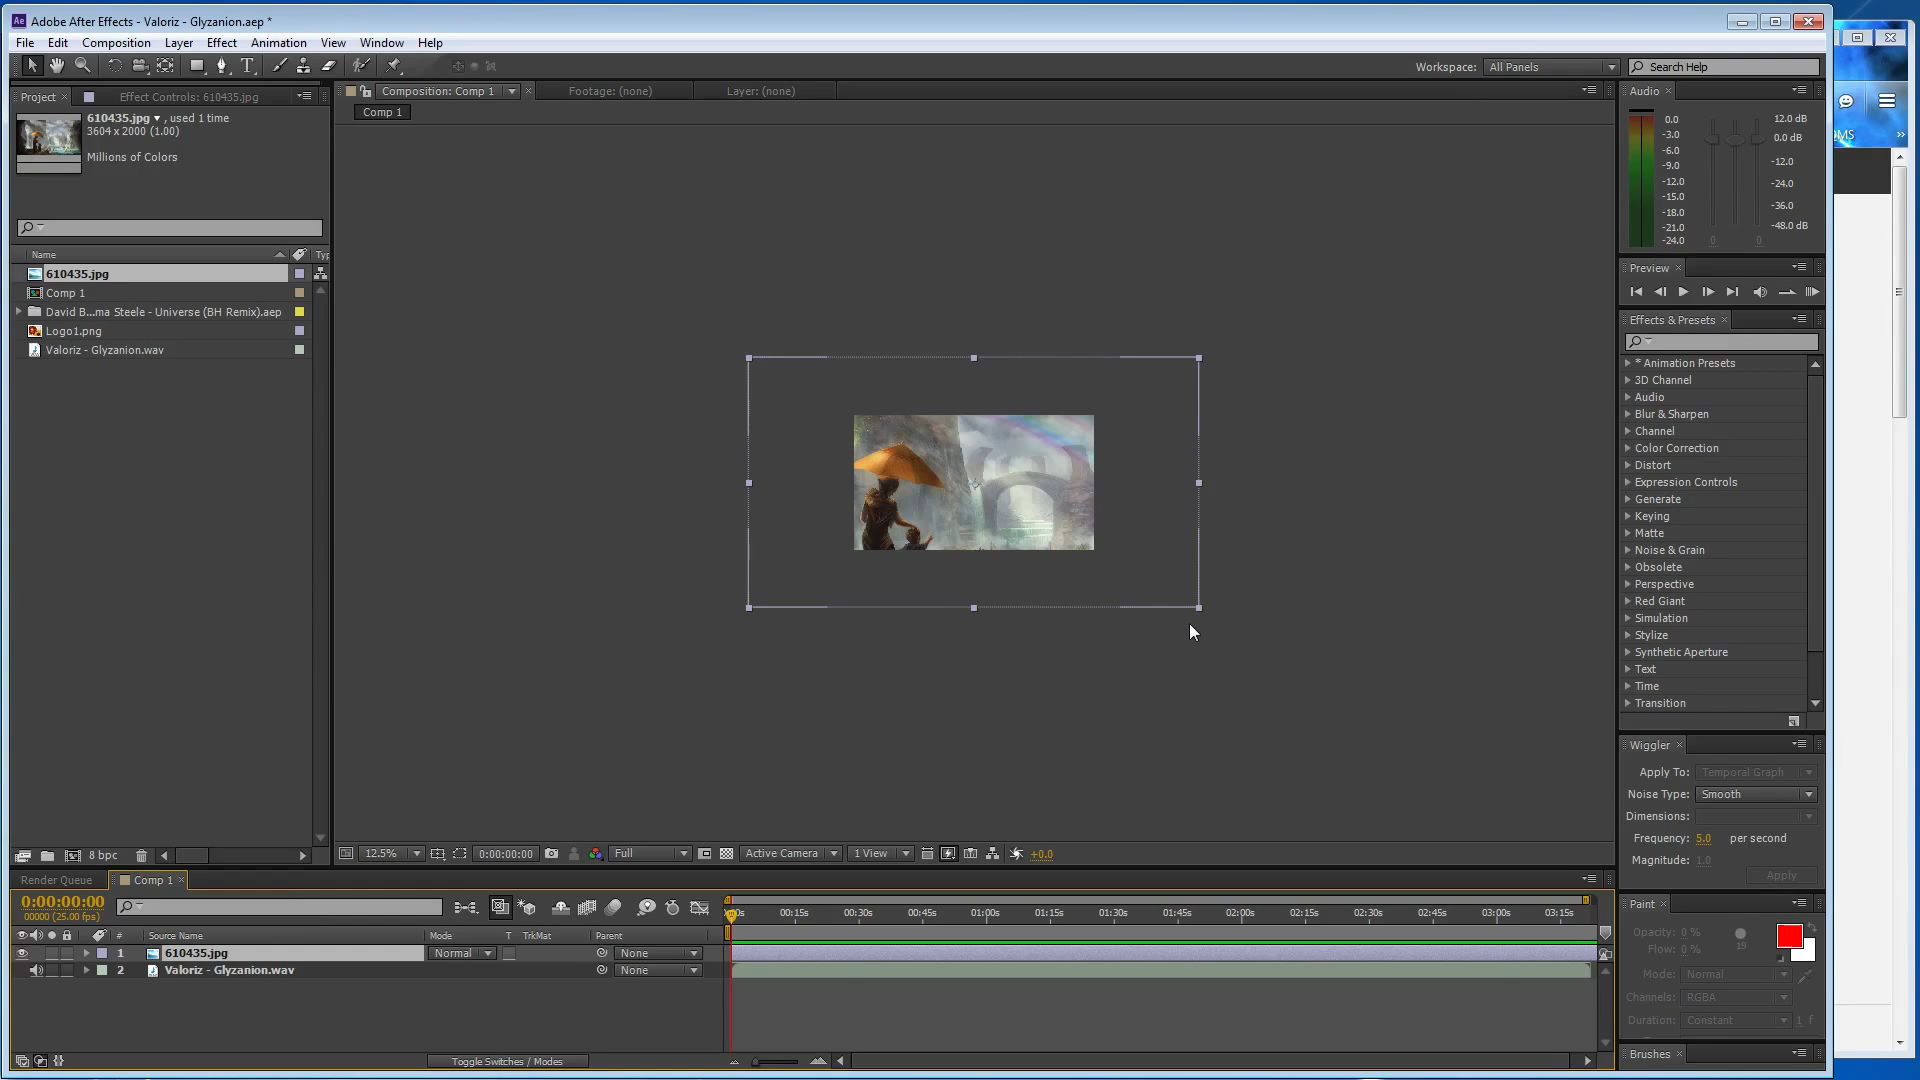 Adobe After Effects - Valoriz - Glyzanion.aep *
File Edit Composition Layer Effect Animation View Window Help
Workspace: All Panels Search Help
Project Effect Controls: 610435.jpg
Composition: Comp 1 Footage: (none) Layer: (none)
Comp 1
610435.jpg , used 1 time
3604 x 2000 (1.00)
Millions of Colors
Name Typ
610435.jpg
Comp 1
David B...ma Steele - Universe (BH Remix).aep
Logo1.png
Valoriz - Glyzanion.wav
8 bpc
12.5% 0:00:00:00 Full Active Camera 1 View +0.0
Audio
0.0
-3.0
-6.0
-9.0
-12.0
-15.0
-18.0
-21.0
-24.0
12.0 dB
0.0 dB
-12.0
-24.0
-36.0
-48.0 dB
0 0
Preview
Effects & Presets
* Animation Presets
3D Channel
Audio
Blur & Sharpen
Channel
Color Correction
Distort
Expression Controls
Generate
Keying
Matte
Noise & Grain
Obsolete
Perspective
Red Giant
Simulation
Stylize
Synthetic Aperture
Text
Time
Transition
Wiggler
Apply To: Temporal Graph
Noise Type: Smooth
Dimensions:
Frequency: 5.0 per second
Magnitude: 1.0
Apply
Paint
Opacity: 0 %
Flow: 0 %
19
Mode: Normal
Channels: RGBA
Duration: Constant 1 f
Brushes
Render Queue Comp 1
0:00:00:00
00000 (25.00 fps)
00:15s 00:30s 00:45s 01:00s 01:15s 01:30s 01:45s 02:00s 02:15s 02:30s 02:45s 03:00s 03:15s
# Source Name Mode T TrkMat Parent
1 610435.jpg Normal None
2 Valoriz - Glyzanion.wav None
Toggle Switches / Modes